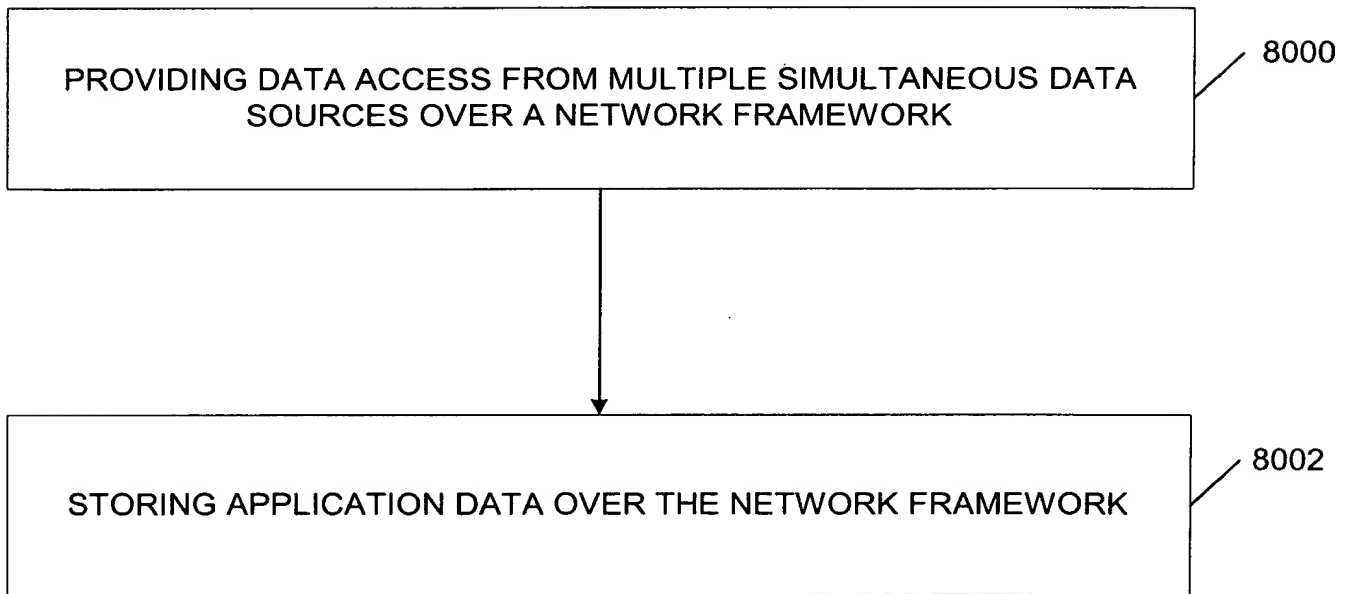 PROVIDING DATA ACCESS FROM MULTIPLE SIMULTANEOUS DATA
SOURCES OVER A NETWORK FRAMEWORK
8000
STORING APPLICATION DATA OVER THE NETWORK FRAMEWORK
8002